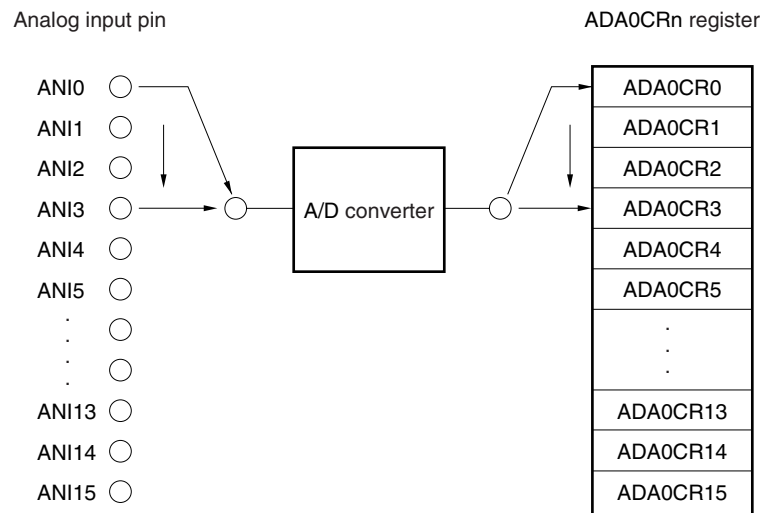 Analog input pin
ADA0CRn register
ANI0
ANI1
ANI2
ANI3
ANI4
ANI5
.
.
.
.
ANI13
ANI14
ANI15
A/D converter
ADA0CR0
ADA0CR1
ADA0CR2
ADA0CR3
ADA0CR4
ADA0CR5
.
.
.
ADA0CR13
ADA0CR14
ADA0CR15